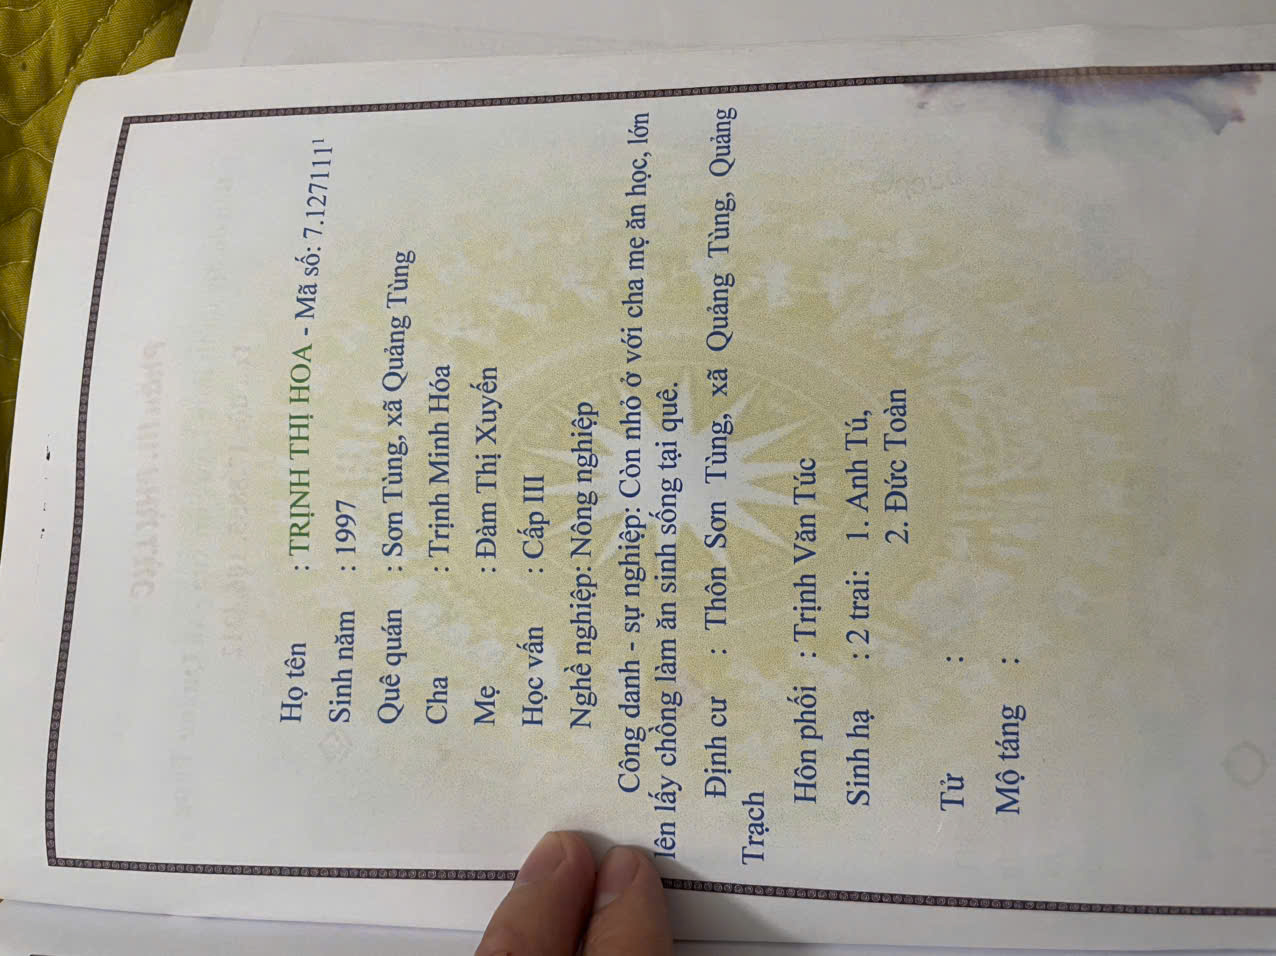 Họ tên : TRỊNH THỊ HOA - Mã số: 7.127111¹
Sinh năm : 1997
Quê quán : Sơn Tùng, xã Quảng Tùng
Cha : Trịnh Minh Hóa
Mẹ : Đàm Thị Xuyến
Học vấn : Cấp III
Nghề nghiệp: Nông nghiệp
Công danh - sự nghiệp: Còn nhỏ ở với cha mẹ ăn học, lớn
lên lấy chồng làm ăn sinh sống tại quê.
Định cư : Thôn Sơn Tùng, xã Quảng Tùng, Quảng
Trạch
Hôn phối : Trịnh Văn Túc
Sinh hạ : 2 trai: 1. Anh Tú,
2. Đức Toàn
Tử :
Mộ táng :